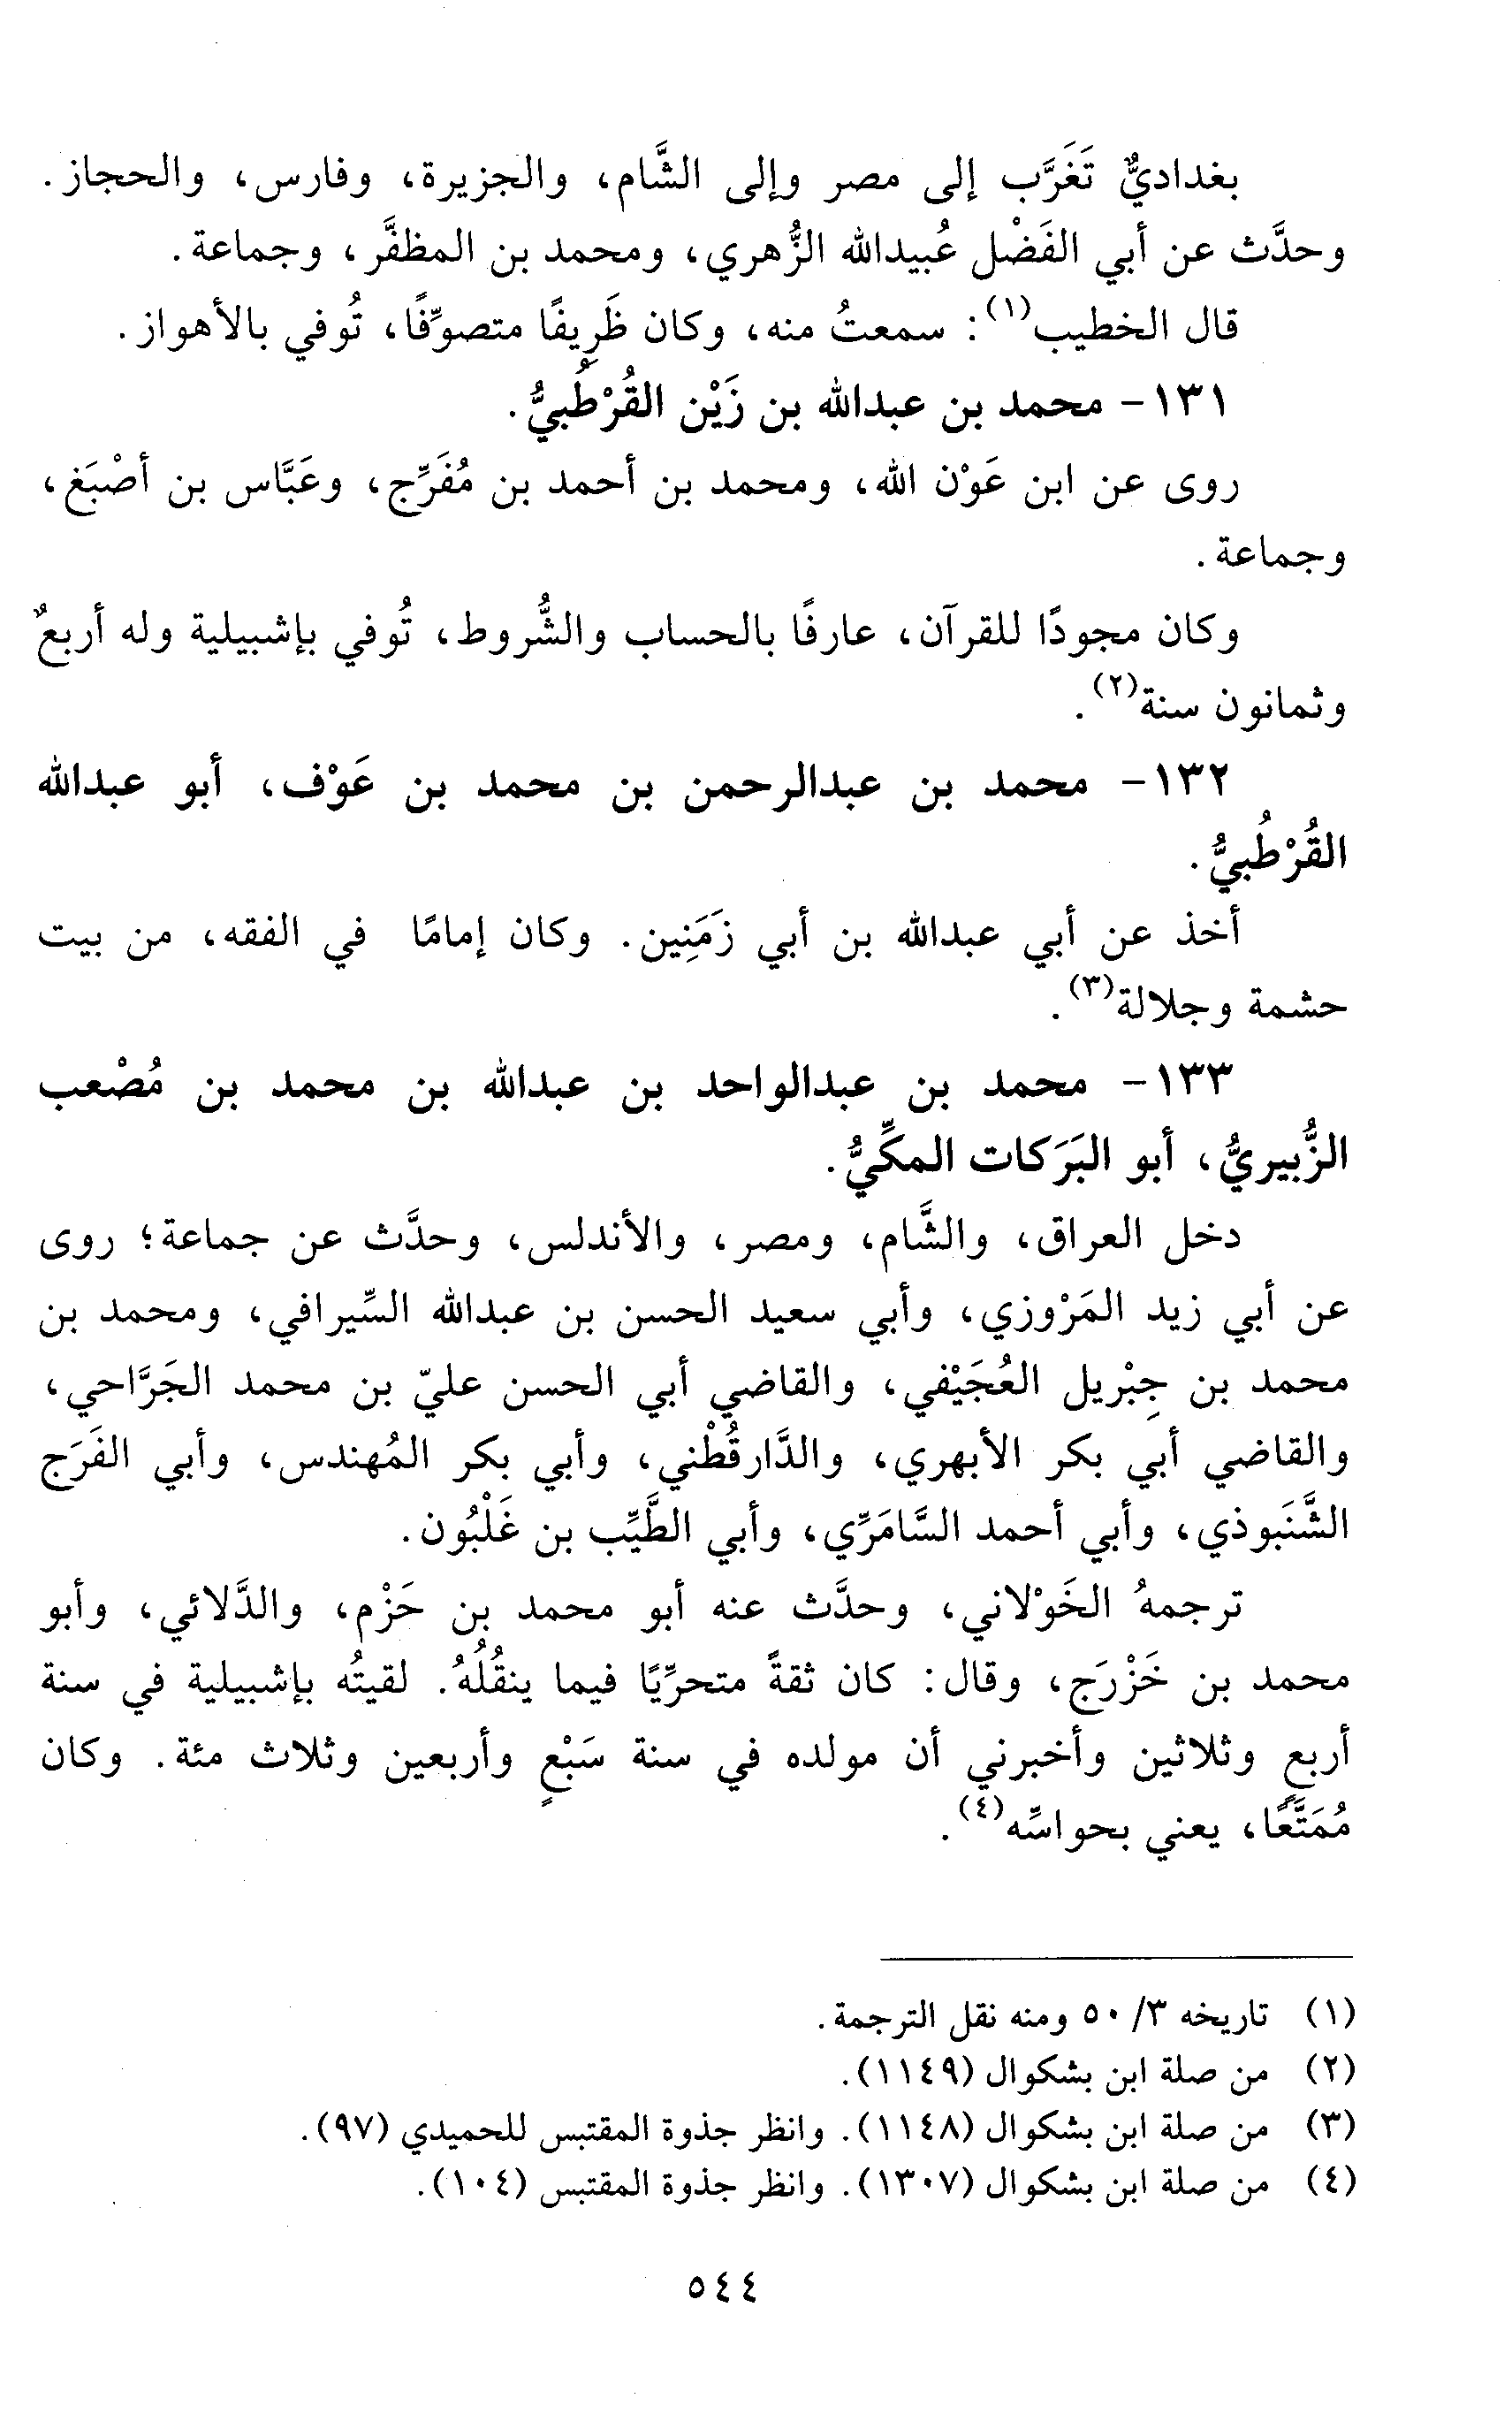 بغداديٌّ تَغَرَّب إلى مصر وإلى الشَّام، والجزيرة، وفارس، والحجاز.
وحدَّث عن أبي الفَضْل عُبيدالله الزُّهري، ومحمد بن المظفَّر، وجماعة.
قال الخطيب(١): سمعتُ منه، وكان ظَرِيفًا متصوِّفًا، تُوفي بالأهواز.
١٣١- محمد بن عبدالله بن زَيْن القُرْطُبيُّ.
روى عن ابن عَوْن الله، ومحمد بن أحمد بن مُفَرِّج، وعَبَّاس بن أصْبَغ،
وجماعة.
وكان مجودًا للقرآن، عارفًا بالحساب والشُّروط، تُوفي بإشبيلية وله أربعٌ
وثمانون سنة(٢).
١٣٢- محمد بن عبدالرحمن بن محمد بن عَوْف، أبو عبدالله
القُرْطُبيُّ.
أخذ عن أبي عبدالله بن أبي زَمَنِين. وكان إمامًا في الفقه، من بيت
حشمة وجلالة(٣).
١٣٣- محمد بن عبدالواحد بن عبدالله بن محمد بن مُصْعب
الزُّبيريُّ، أبو البَرَكات المكِّيُّ.
دخل العراق، والشَّام، ومصر، والأندلس، وحدَّث عن جماعة؛ روى
عن أبي زيد المَرْوزي، وأبي سعيد الحسن بن عبدالله السِّيرافي، ومحمد بن
محمد بن جِبْريل العُجَيْفي، والقاضي أبي الحسن عليّ بن محمد الجَرَّاحي،
والقاضي أبي بكر الأبهري، والدَّارقُطْني، وأبي بكر المُهندس، وأبي الفَرَج
الشَّنَبوذي، وأبي أحمد السَّامَرِّي، وأبي الطَّيِّب بن غَلْبُون.
ترجمهُ الخَوْلاني، وحدَّث عنه أبو محمد بن حَزْم، والدَّلائي، وأبو
محمد بن خَزْرَج، وقال: كان ثقةً متحرِّيًا فيما ينقُلُهُ. لقيتُه بإشبيلية في سنة
أربعٍ وثلاثين وأخبرني أن مولده في سنة سَبْعٍ وأربعين وثلاث مئة. وكان
مُمَتَّعًا، يعني بحواسِّه(٤).
(١) تاريخه ٣/ ٥٠ ومنه نقل الترجمة.
(٢) من صلة ابن بشكوال (١١٤٩).
(٣) من صلة ابن بشكوال (١١٤٨). وانظر جذوة المقتبس للحميدي (٩٧).
(٤) من صلة ابن بشكوال (١٣٠٧). وانظر جذوة المقتبس (١٠٤).
٥٤٤